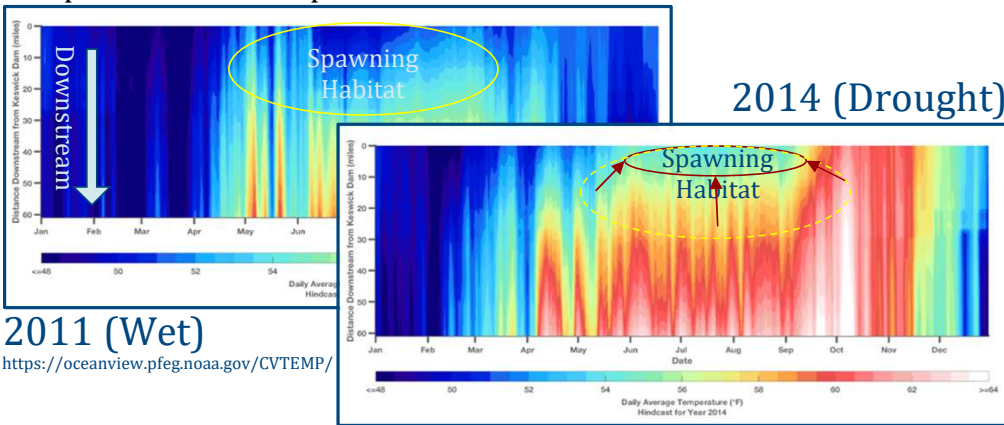 Spawning
Habitat
Downstream
Distance Downstream from Keswick Dam (miles)
0
10
20
30
40
50
60
Jan
Feb
Mar
Apr
May
Jun
<=48
50
52
54
Daily Averag
Hindcas
2011 (Wet)
https://oceanview.pfeg.noaa.gov/CVTEMP/
2014 (Drought)
Spawning
Habitat
Distance Downstream from Keswick Dam (miles)
0
10
20
30
40
50
60
Jan
Feb
Mar
Apr
May
Jun
Jul
Aug
Sep
Oct
Nov
Dec
Date
<=48
50
52
54
56
58
60
62
>=64
Daily Average Temperature (°F)
Hindcast for Year 2014